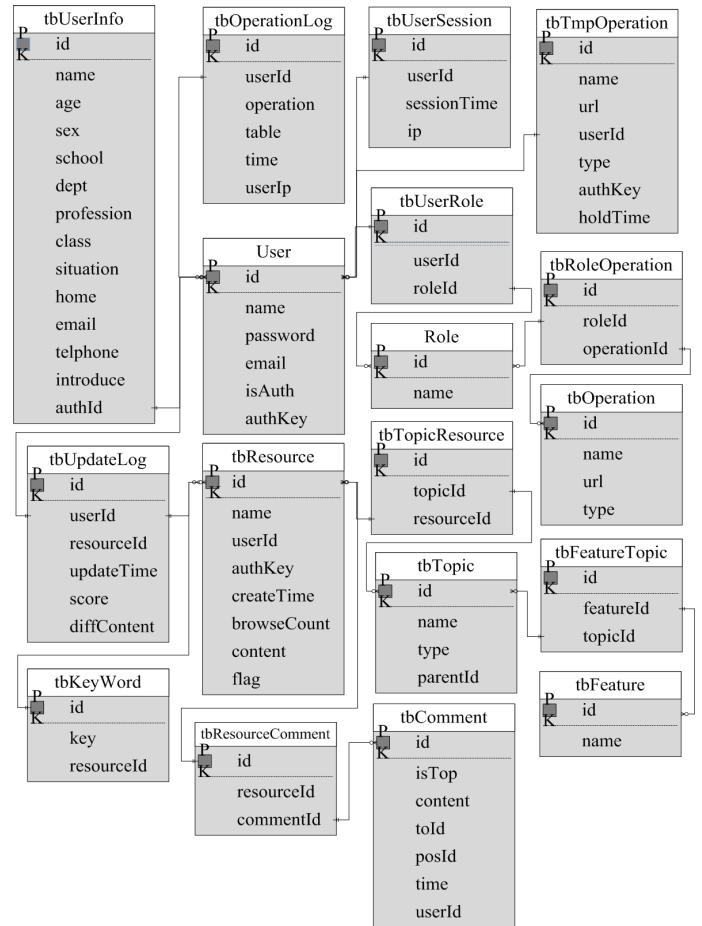 tbUserInfo
PK
id
name
age
sex
school
dept
profession
class
situation
home
email
telphone
introduce
authId
tbOperationLog
PK
id
userId
operation
table
time
userIp
tbUserSession
PK
id
userId
sessionTime
ip
tbTmpOperation
PK
id
name
url
userId
type
authKey
holdTime
tbUserRole
PK
id
userId
roleId
User
PK
id
name
password
email
isAuth
authKey
tbRoleOperation
PK
id
roleId
operationId
Role
PK
id
name
tbOperation
PK
id
name
url
type
tbUpdateLog
PK
id
userId
resourceId
updateTime
score
diffContent
tbResource
PK
id
name
userId
authKey
createTime
browseCount
content
flag
tbTopicResource
PK
id
topicId
resourceId
tbTopic
PK
id
name
type
parentId
tbFeatureTopic
PK
id
featureId
topicId
tbFeature
PK
id
name
tbKeyWord
PK
id
key
resourceId
tbResourceComment
PK
id
resourceId
commentId
tbComment
PK
id
isTop
content
toId
posId
time
userId